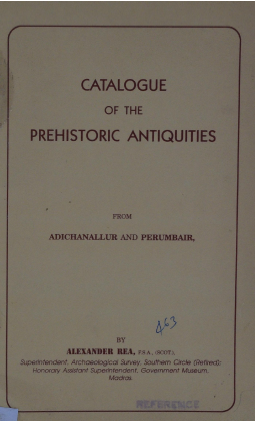 CATALOGUE
OF THE
PREHISTORIC ANTIQUITIES
FROM
ADICHANALLUR AND PERUMBAIR,
463
BY
ALEXANDER REA, F.S.A. (SCOT).
Superintendent, Archaeological Survey, Southern Circle (Retired);
Honorary Assistant Superintendent, Government Museum,
Madras.
REFERENCE